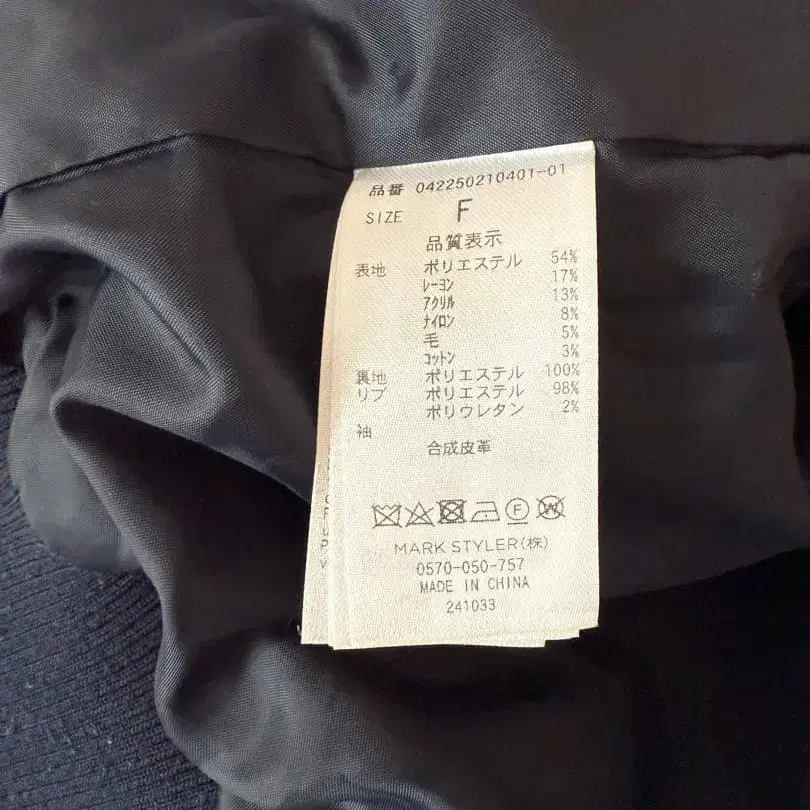 品番 042250210401-01
SIZE F
品質表示
表地 ポリエステル 54%
レーヨン 17%
アクリル 13%
ナイロン 8%
毛 5%
コットン 3%
裏地 ポリエステル 100%
リブ ポリエステル 98%
ポリウレタン 2%
袖
合成皮革
F W
MARK STYLER(株)
0570-050-757
MADE IN CHINA
241033